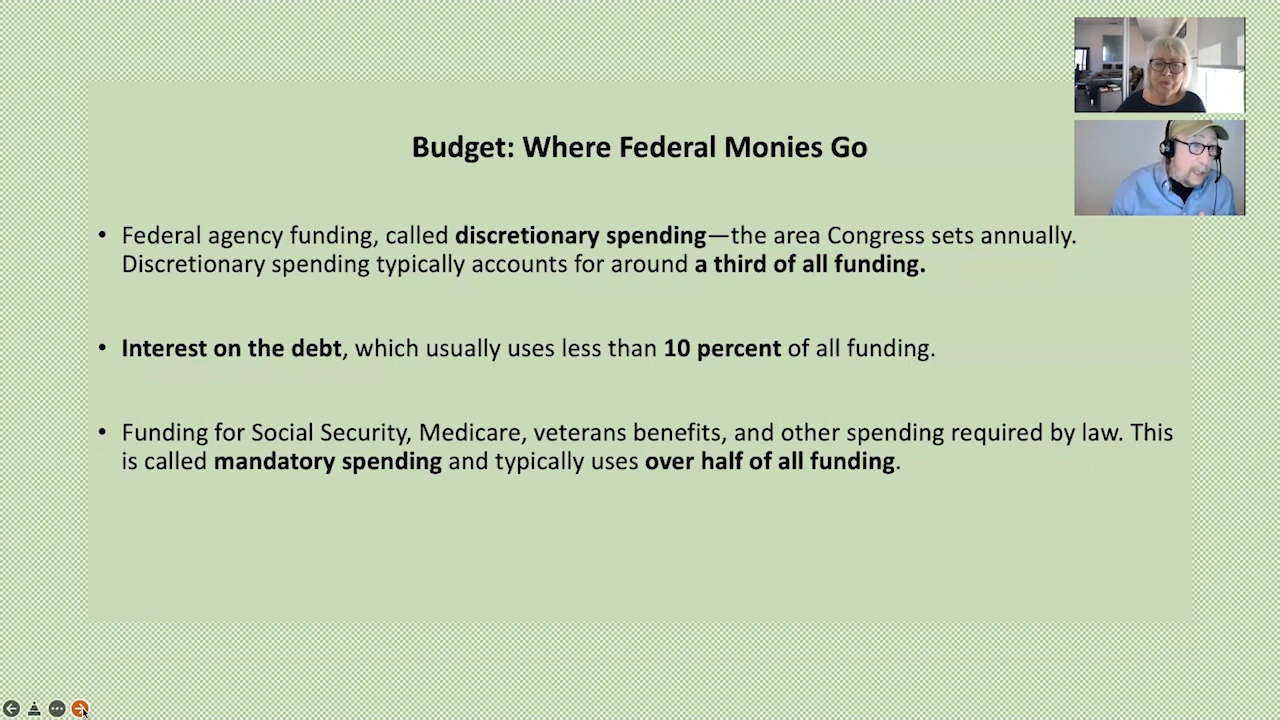 Budget: Where Federal Monies Go
• Federal agency funding, called discretionary spending—the area Congress sets annually.
Discretionary spending typically accounts for around a third of all funding.
• Interest on the debt, which usually uses less than 10 percent of all funding.
• Funding for Social Security, Medicare, veterans benefits, and other spending required by law. This
is called mandatory spending and typically uses over half of all funding.